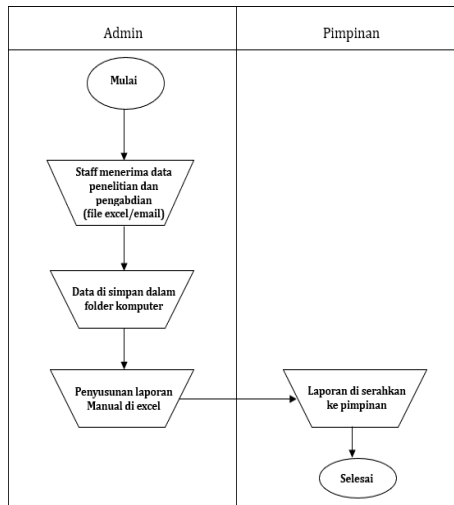 Admin
Pimpinan
Mulai
Staff menerima data
penelitian dan
pengabdian
(file excel/email)
Data di simpan dalam
folder komputer
Penyusunan laporan
Manual di excel
Laporan di serahkan
ke pimpinan
Selesai